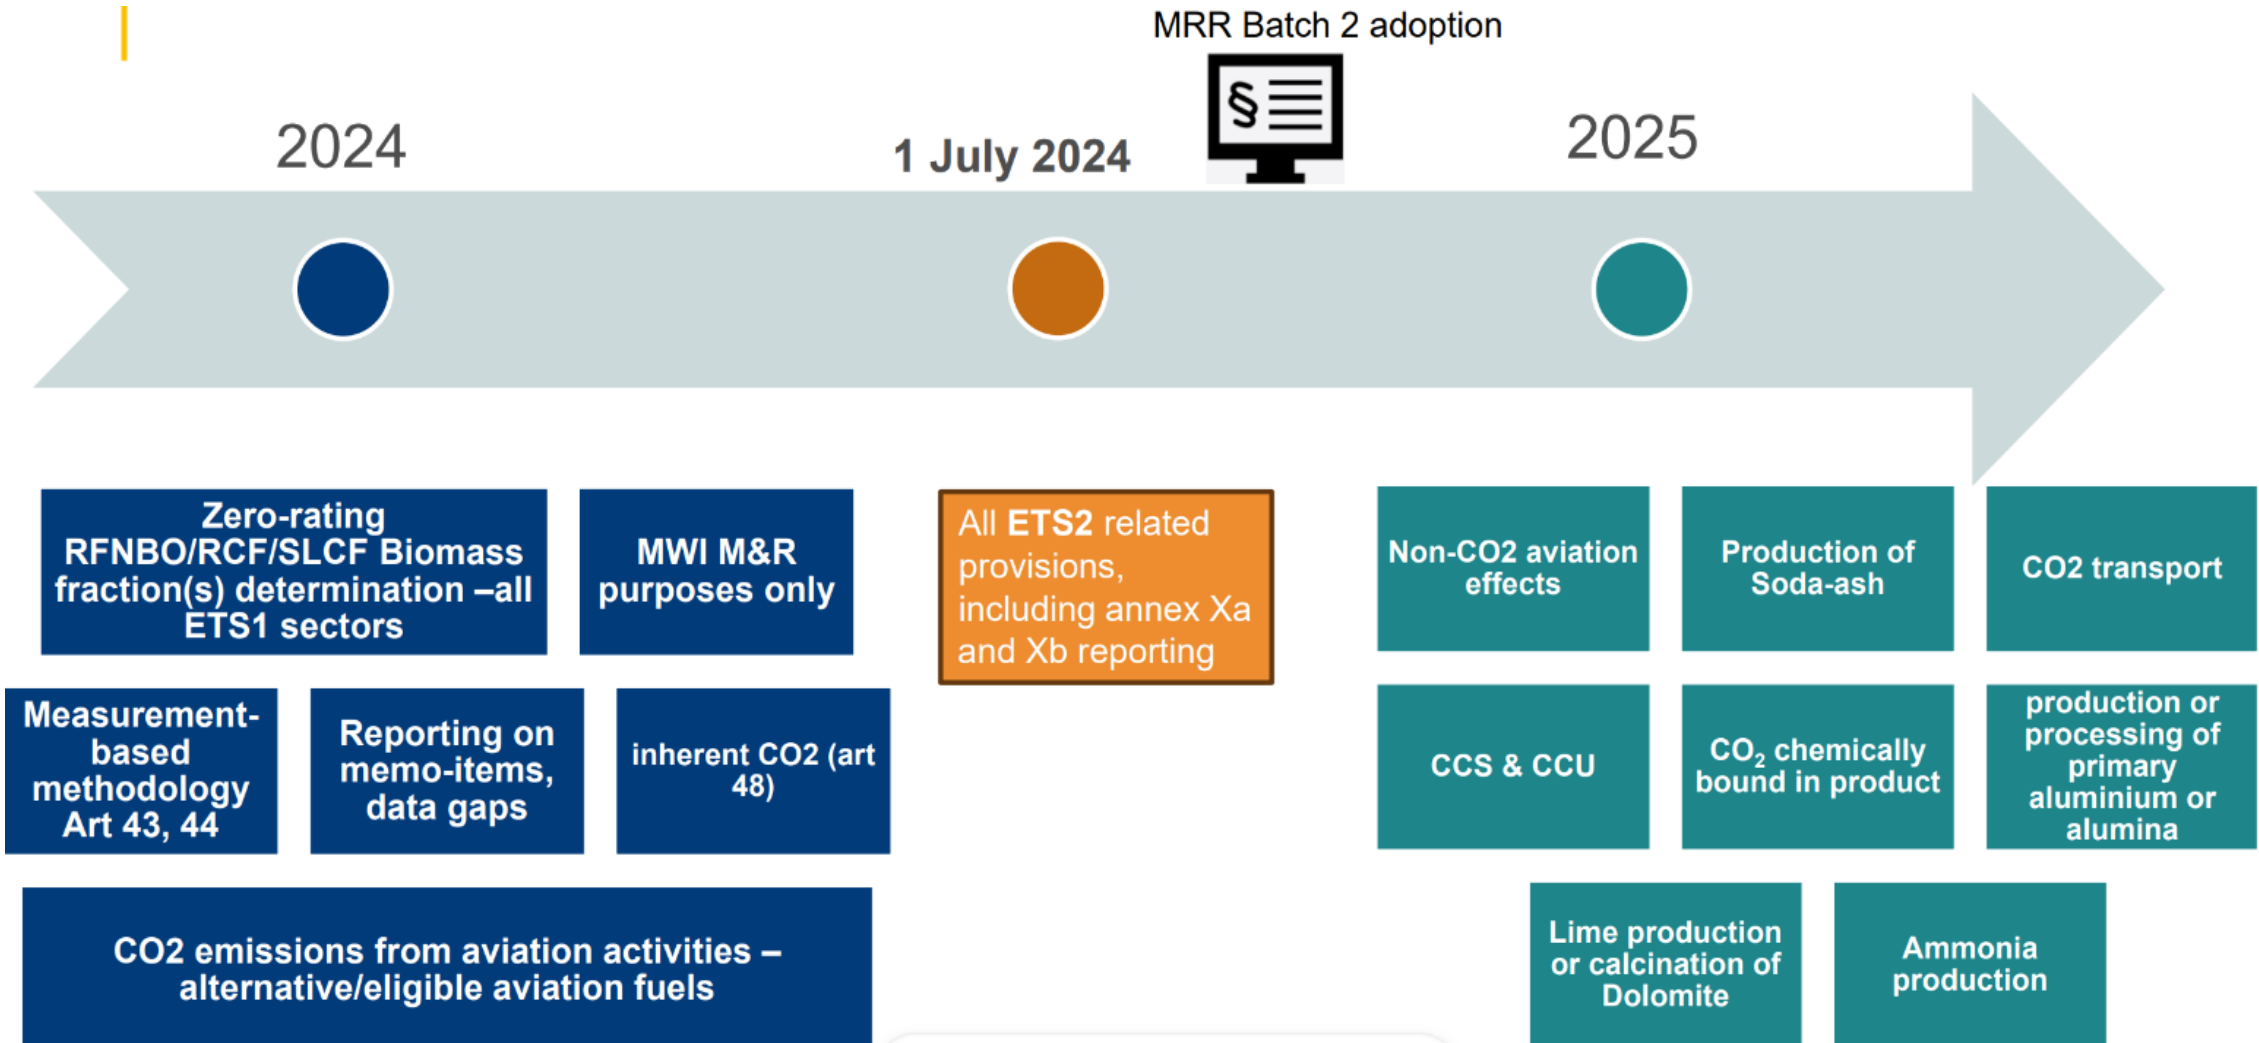 MRR Batch 2 adoption
§
2024
1 July 2024
2025
Zero-rating
RFNBO/RCF/SLCF Biomass
fraction(s) determination –all
ETS1 sectors
MWI M&R
purposes only
Measurement-
based
methodology
Art 43, 44
Reporting on
memo-items,
data gaps
inherent CO2 (art
48)
CO2 emissions from aviation activities –
alternative/eligible aviation fuels
All ETS2 related
provisions,
including annex Xa
and Xb reporting
Non-CO2 aviation
effects
Production of
Soda-ash
CO2 transport
CCS & CCU
CO₂ chemically
bound in product
production or
processing of
primary
aluminium or
alumina
Lime production
or calcination of
Dolomite
Ammonia
production